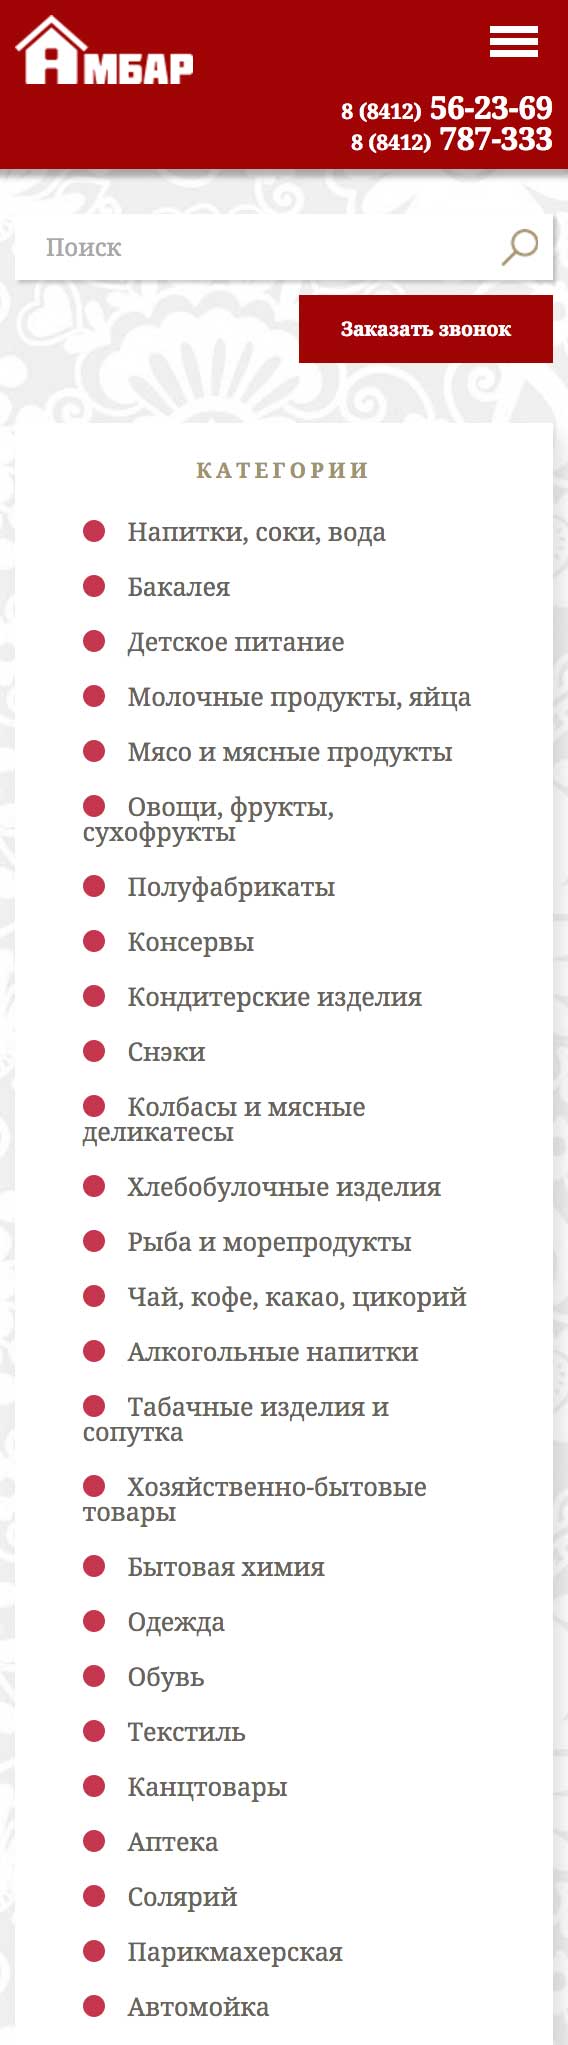 АМБАР
8 (8412) 56-23-69
8 (8412) 787-333
Поиск
Заказать звонок
КАТЕГОРИИ
Напитки, соки, вода
Бакалея
Детское питание
Молочные продукты, яйца
Мясо и мясные продукты
Овощи, фрукты,
сухофрукты
Полуфабрикаты
Консервы
Кондитерские изделия
Снэки
Колбасы и мясные
деликатесы
Хлебобулочные изделия
Рыба и морепродукты
Чай, кофе, какао, цикорий
Алкогольные напитки
Табачные изделия и
сопутка
Хозяйственно-бытовые
товары
Бытовая химия
Одежда
Обувь
Текстиль
Канцтовары
Аптека
Солярий
Парикмахерская
Автомойка